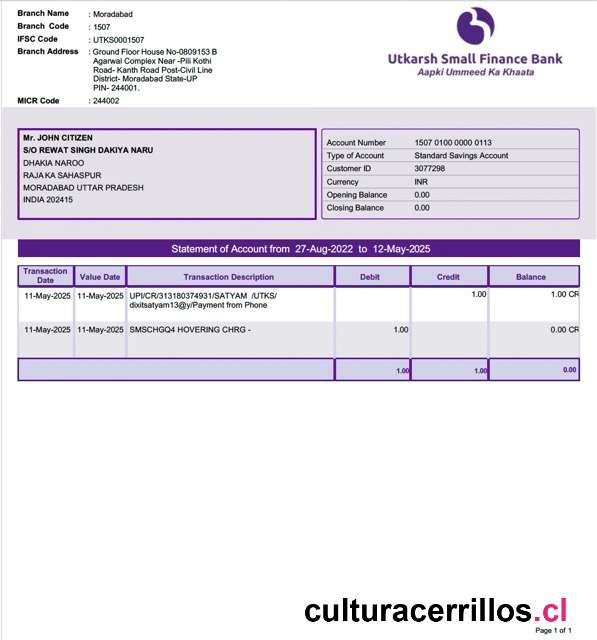 Branch Name : Moradabad
Branch Code : 1507
IFSC Code : UTKS0001507
Branch Address : Ground Floor House No-0809153 B
Agarwal Complex Near -Pili Kothi
Road- Kanth Road Post-Civil Line
District- Moradabad State-UP
PIN- 244001.
MICR Code : 244002
Utkarsh Small Finance Bank
Aapki Ummeed Ka Khaata
Mr. JOHN CITIZEN
S/O REWAT SINGH DAKIYA NARU
DHAKIA NAROO
RAJA KA SAHASPUR
MORADABAD UTTAR PRADESH
INDIA 202415
Account Number 1507 0100 0000 0113
Type of Account Standard Savings Account
Customer ID 3077298
Currency INR
Opening Balance 0.00
Closing Balance 0.00
Statement of Account from 27-Aug-2022 to 12-May-2025
Transaction Date Value Date Transaction Description Debit Credit Balance
11-May-2025 11-May-2025 UPI/CR/313180374931/SATYAM /UTKS/ 1.00 1.00 CR
dixitsatyam13@y/Payment from Phone
11-May-2025 11-May-2025 SMSCHGQ4 HOVERING CHRG - 1.00 0.00 CR
1.00 1.00 0.00
culturacerrillos.cl
Page 1 of 1